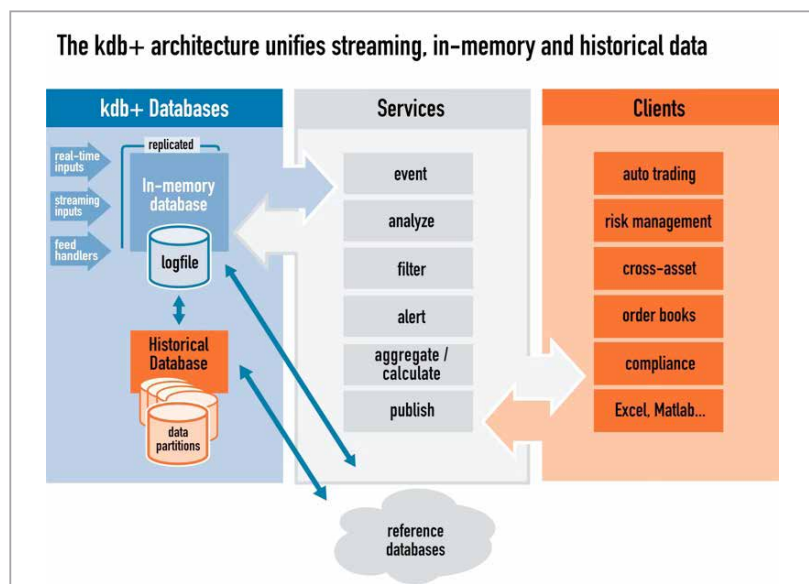 The kdb+ architecture unifies streaming, in-memory and historical data
kdb+ Databases
real-time
inputs
streaming
inputs
feed
handlers
replicated
In-memory
database
logfile
Historical
Database
data
partitions
Services
event
analyze
filter
alert
aggregate /
calculate
publish
Clients
auto trading
risk management
cross-asset
order books
compliance
Excel, Matlab...
reference
databases